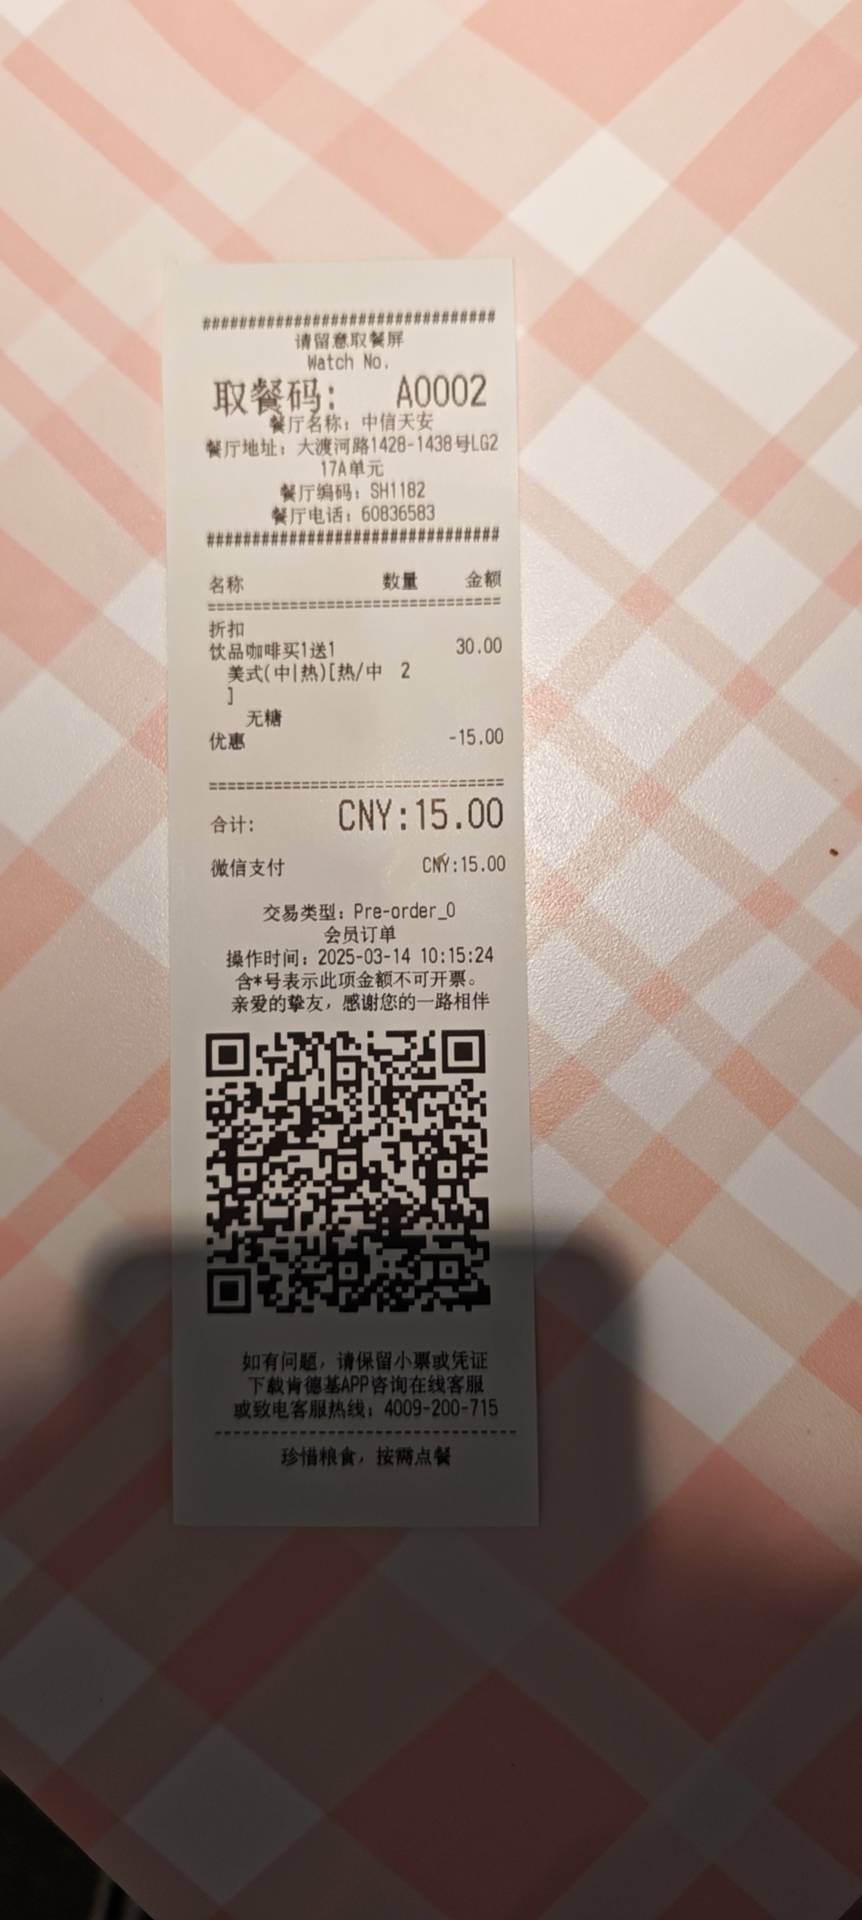 ################################
请留意取餐屏
Watch No.
取餐码: A0002
餐厅名称: 中信天安
餐厅地址: 大渡河路1428-1438号LG2
17A单元
餐厅编码: SH1182
餐厅电话: 60836583
################################
名称 数量 金额
================================
折扣
饮品咖啡买1送1 30.00
美式(中|热)[热/中 2
]
无糖
优惠 -15.00
================================
合计: CNY:15.00
微信支付 CNY:15.00
交易类型: Pre-order_0
会员订单
操作时间: 2025-03-14 10:15:24
含*号表示此项金额不可开票。
亲爱的挚友, 感谢您的一路相伴
如有问题, 请保留小票或凭证
下载肯德基APP咨询在线客服
或致电客服热线: 4009-200-715
--------------------------------
珍惜粮食, 按需点餐